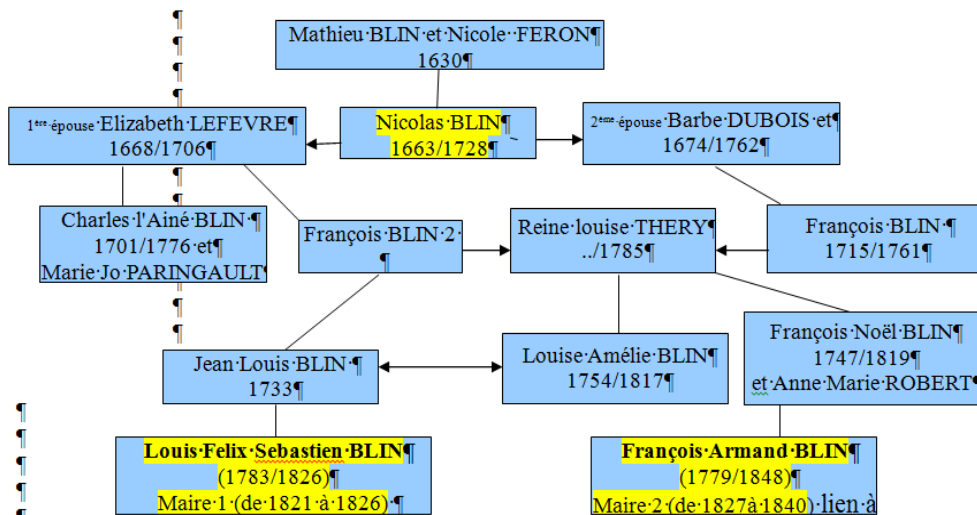 Mathieu BLIN et Nicole FERON
1630
1ère épouse Elizabeth LEFEVRE
1668/1706
Nicolas BLIN
1663/1728
2ème épouse Barbe DUBOIS et
1674/1762
Charles l'Ainé BLIN
1701/1776 et
Marie Jo PARINGAULT
François BLIN 2
Reine louise THERY
../1785
François BLIN
1715/1761
Jean Louis BLIN
1733
Louise Amélie BLIN
1754/1817
François Noël BLIN
1747/1819
et Anne Marie ROBERT
Louis Felix Sebastien BLIN
(1783/1826)
Maire 1 (de 1821 à 1826)
François Armand BLIN
(1779/1848)
Maire 2 (de 1827à 1840) lien à